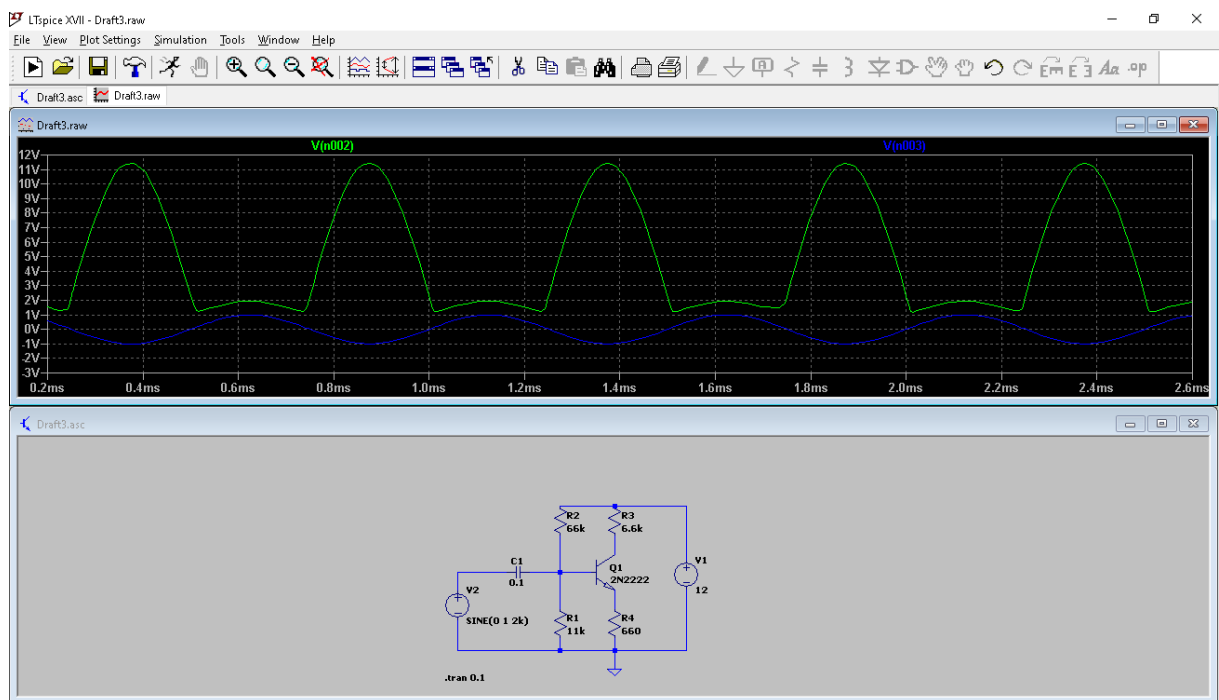 LTspice XVII - Draft3.raw
File View Plot Settings Simulation Tools Window Help
Draft3.asc Draft3.raw
Draft3.raw
V(n002) V(n003)
12V
11V
10V
9V
8V
7V
6V
5V
4V
3V
2V
1V
0V
-1V
-2V
-3V
0.2ms 0.4ms 0.6ms 0.8ms 1.0ms 1.2ms 1.4ms 1.6ms 1.8ms 2.0ms 2.2ms 2.4ms 2.6ms
Draft3.asc
R2
66k
R3
6.6k
C1
0.1
Q1
2N2222
V1
12
V2
SINE(0 1 2k)
R1
11k
R4
660
.tran 0.1